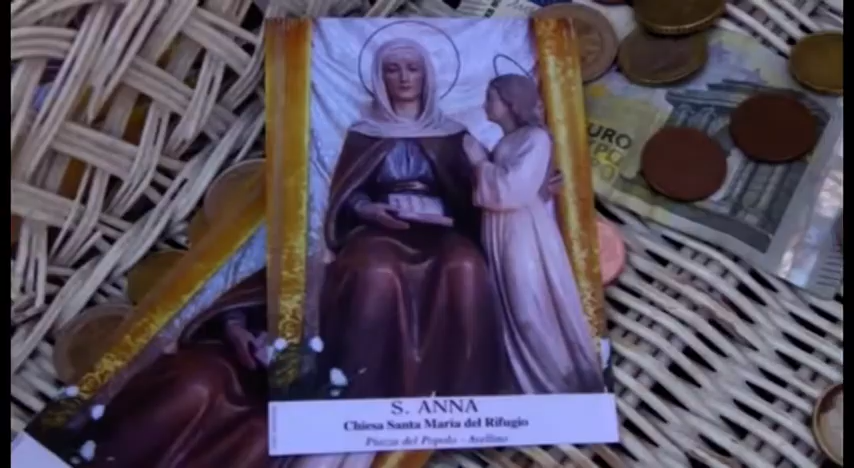 EURO
S. ANNA
Chiesa Santa Maria del Rifugio
Piazza del Popolo - Avellino